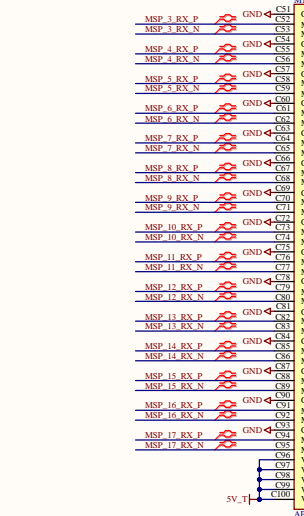 C51
GND
MSP_3_RX_P C52
MSP_3_RX_N C53
C54
GND
MSP_4_RX_P C55
MSP_4_RX_N C56
C57
GND
MSP_5_RX_P C58
MSP_5_RX_N C59
C60
GND
MSP_6_RX_P C61
MSP_6_RX_N C62
C63
GND
MSP_7_RX_P C64
MSP_7_RX_N C65
C66
GND
MSP_8_RX_P C67
MSP_8_RX_N C68
C69
GND
MSP_9_RX_P C70
MSP_9_RX_N C71
C72
GND
MSP_10_RX_P C73
MSP_10_RX_N C74
C75
GND
MSP_11_RX_P C76
MSP_11_RX_N C77
C78
GND
MSP_12_RX_P C79
MSP_12_RX_N C80
C81
GND
MSP_13_RX_P C82
MSP_13_RX_N C83
C84
GND
MSP_14_RX_P C85
MSP_14_RX_N C86
C87
GND
MSP_15_RX_P C88
MSP_15_RX_N C89
C90
GND
MSP_16_RX_P C91
MSP_16_RX_N C92
C93
GND
MSP_17_RX_P C94
MSP_17_RX_N C95
C96
C97
C98
C99
5V_T C100